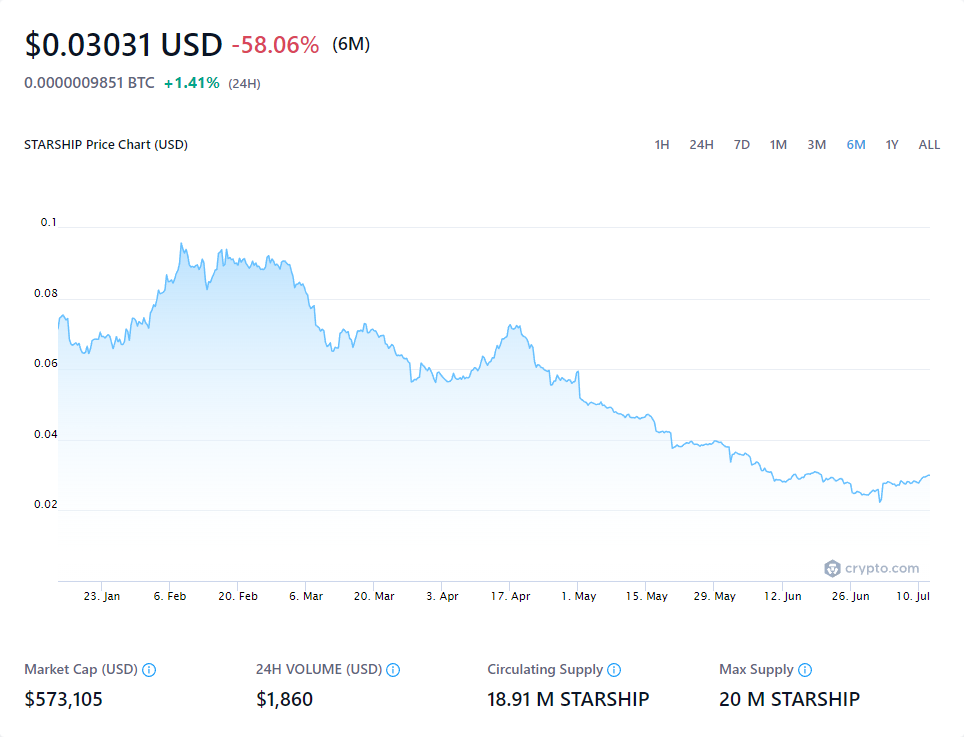 $0.03031 USD -58.06% (6M)
0.0000009851 BTC +1.41% (24H)
STARSHIP Price Chart (USD) 1H 24H 7D 1M 3M 6M 1Y ALL
0.1
0.08
0.06
0.04
0.02
crypto.com
23. Jan 6. Feb 20. Feb 6. Mar 20. Mar 3. Apr 17. Apr 1. May 15. May 29. May 12. Jun 26. Jun 10. Jul
Market Cap (USD) 24H VOLUME (USD) Circulating Supply Max Supply
$573,105 $1,860 18.91 M STARSHIP 20 M STARSHIP